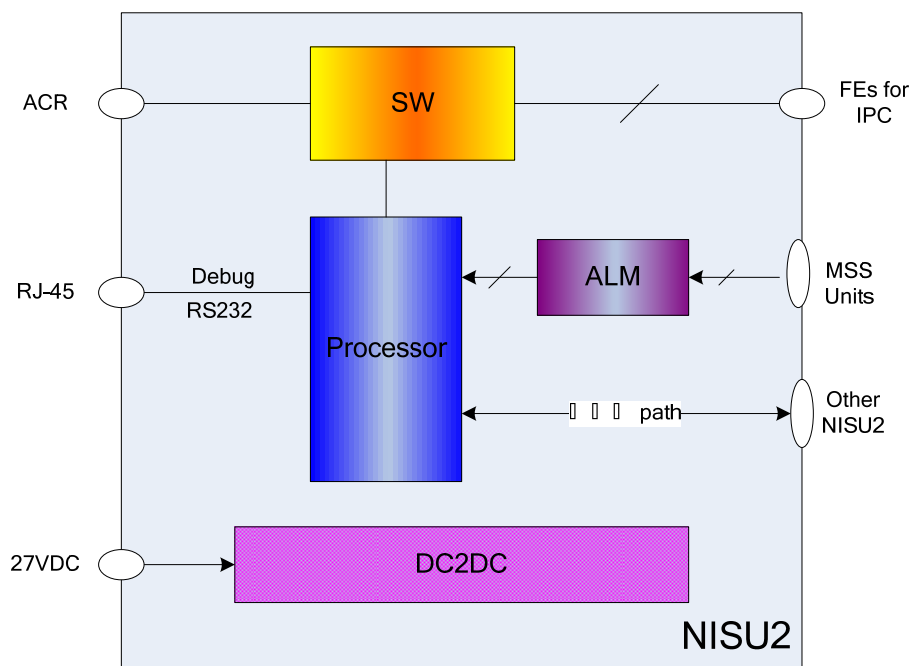 ACR
SW
FEs for
IPC
RJ-45
Debug
RS232
Processor
ALM
MSS
Units
path
Other
NISU2
27VDC
DC2DC
NISU2